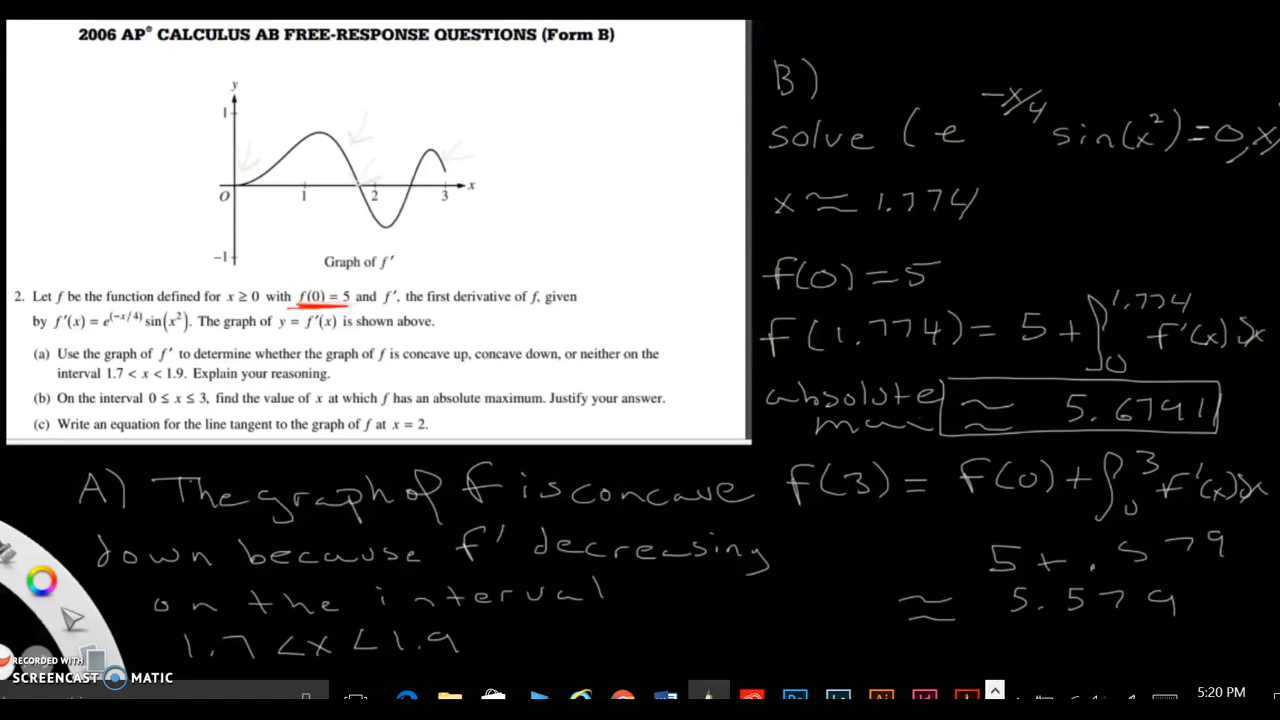 2006 AP® CALCULUS AB FREE-RESPONSE QUESTIONS (Form B)
y
1
O
1
2
3
x
-1
Graph of f′
2. Let f be the function defined for x ≥ 0 with f(0) = 5 and f′, the first derivative of f, given
by f′(x) = e^(-x/4) sin(x²). The graph of y = f′(x) is shown above.
(a) Use the graph of f′ to determine whether the graph of f is concave up, concave down, or neither on the
interval 1.7 < x < 1.9. Explain your reasoning.
(b) On the interval 0 ≤ x ≤ 3, find the value of x at which f has an absolute maximum. Justify your answer.
(c) Write an equation for the line tangent to the graph of f at x = 2.
A) The graph of f is concave
down because f' decreasing
on the interval
1.7 < x < 1.9
B)
solve (e^-x/4 sin(x²)=0,x
x ≈ 1.774
f(0) = 5
f(1.774) = 5 + ∫₀^1.774 f'(x)dx
absolute max ≈ 5.6791
f(3) = f(0) + ∫₀^3 f'(x)dx
5 + .579
≈ 5.579
RECORDED WITH
SCREENCAST MATIC
5:20 PM